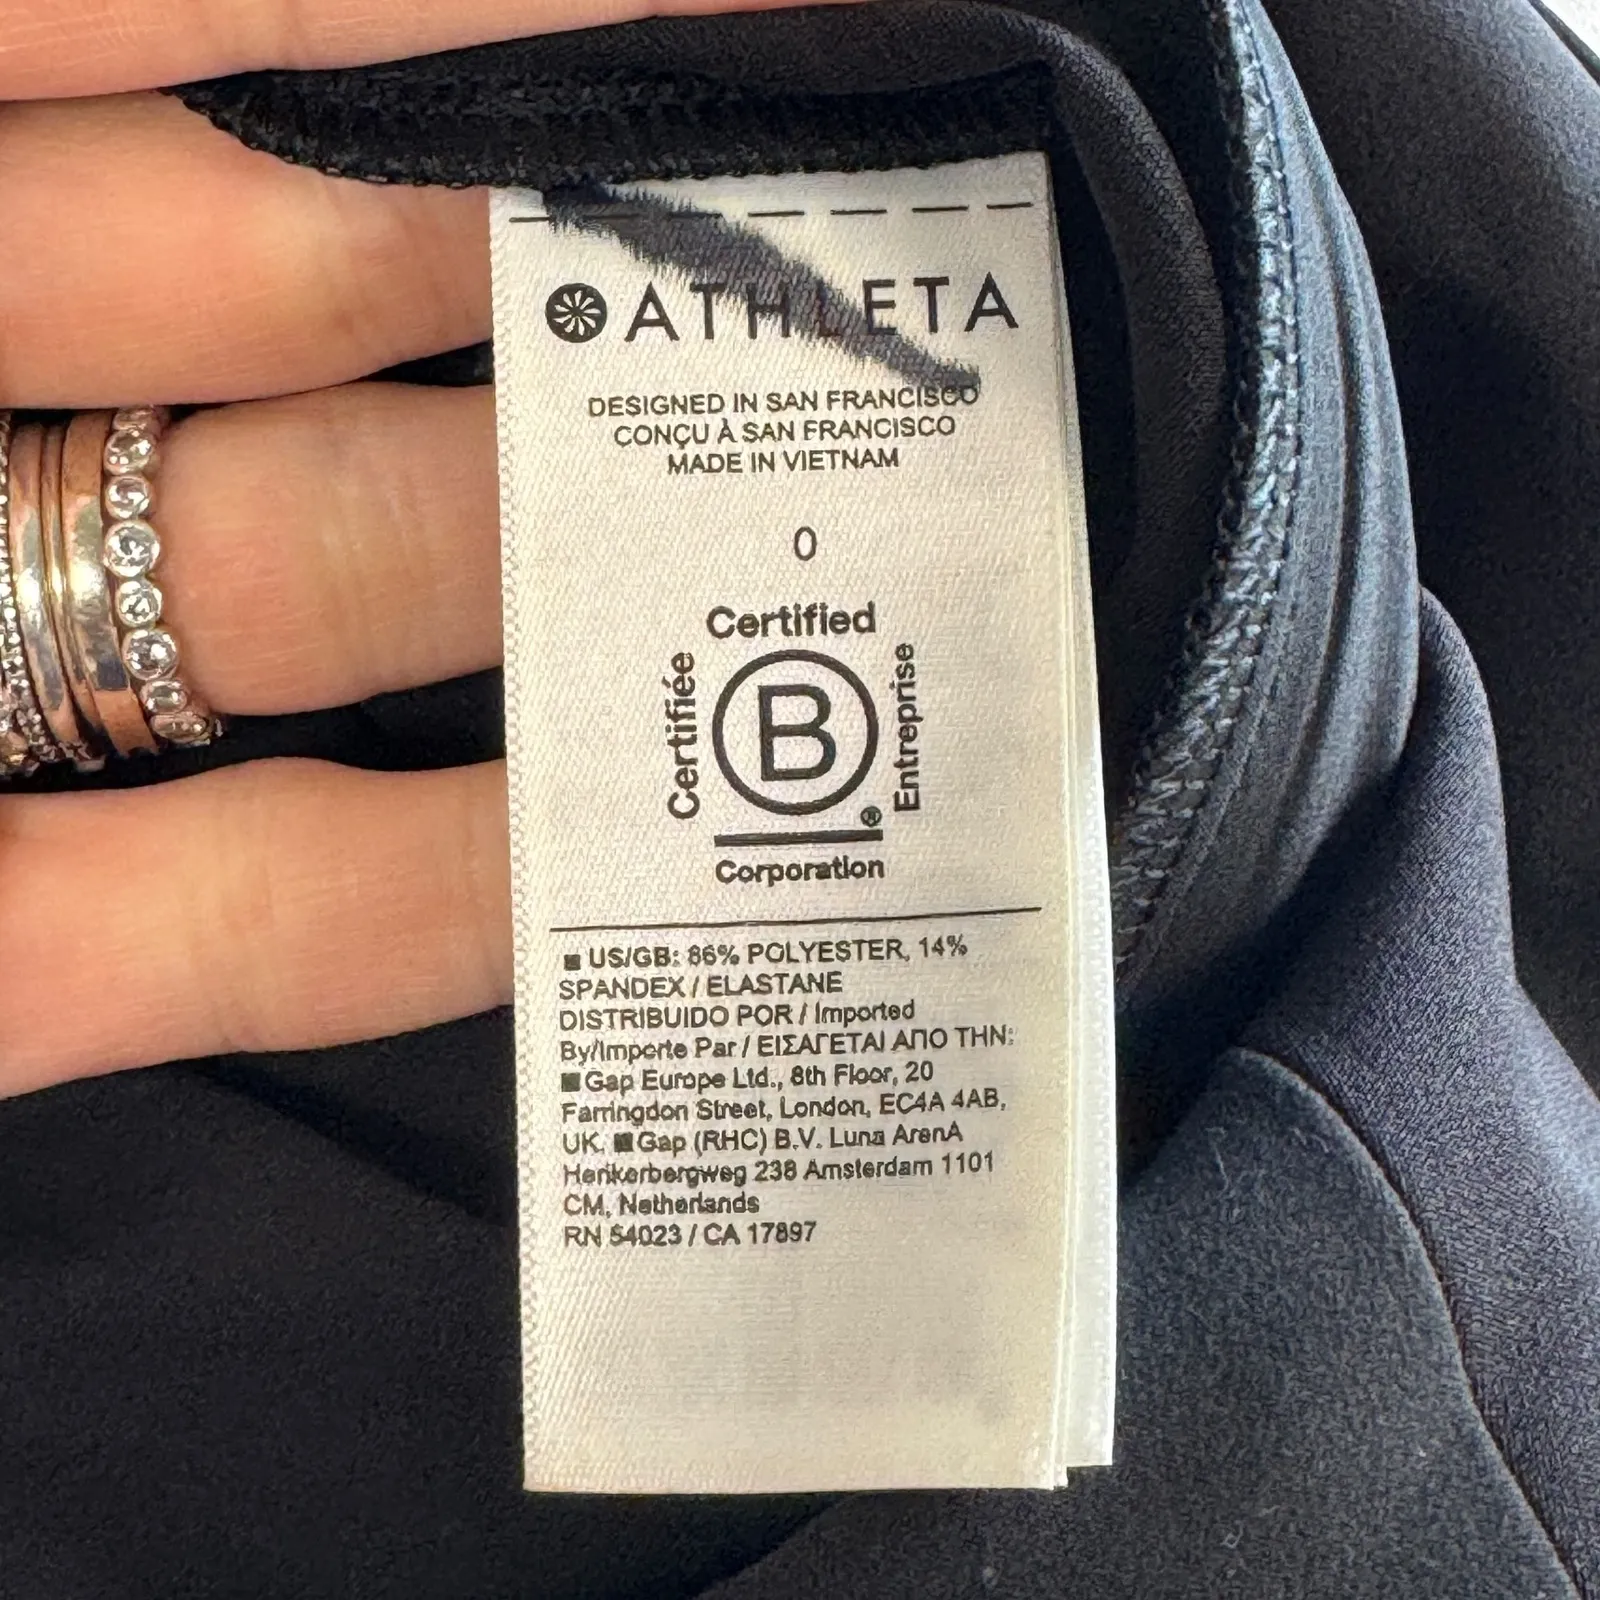 ATHLETA
DESIGNED IN SAN FRANCISCO
CONÇU À SAN FRANCISCO
MADE IN VIETNAM
0
Certified
Certifiée
B
Entreprise
®
Corporation
US/GB: 86% POLYESTER, 14%
SPANDEX / ELASTANE
DISTRIBUIDO POR / Imported
By/Importe Par / ΕΙΣΑΓΕΤΑΙ ΑΠΟ ΤΗΝ:
Gap Europe Ltd., 8th Floor, 20
Farringdon Street, London, EC4A 4AB,
UK. Gap (RHC) B.V. Luna ArenA
Herikerbergweg 238 Amsterdam 1101
CM, Netherlands
RN 54023 / CA 17897